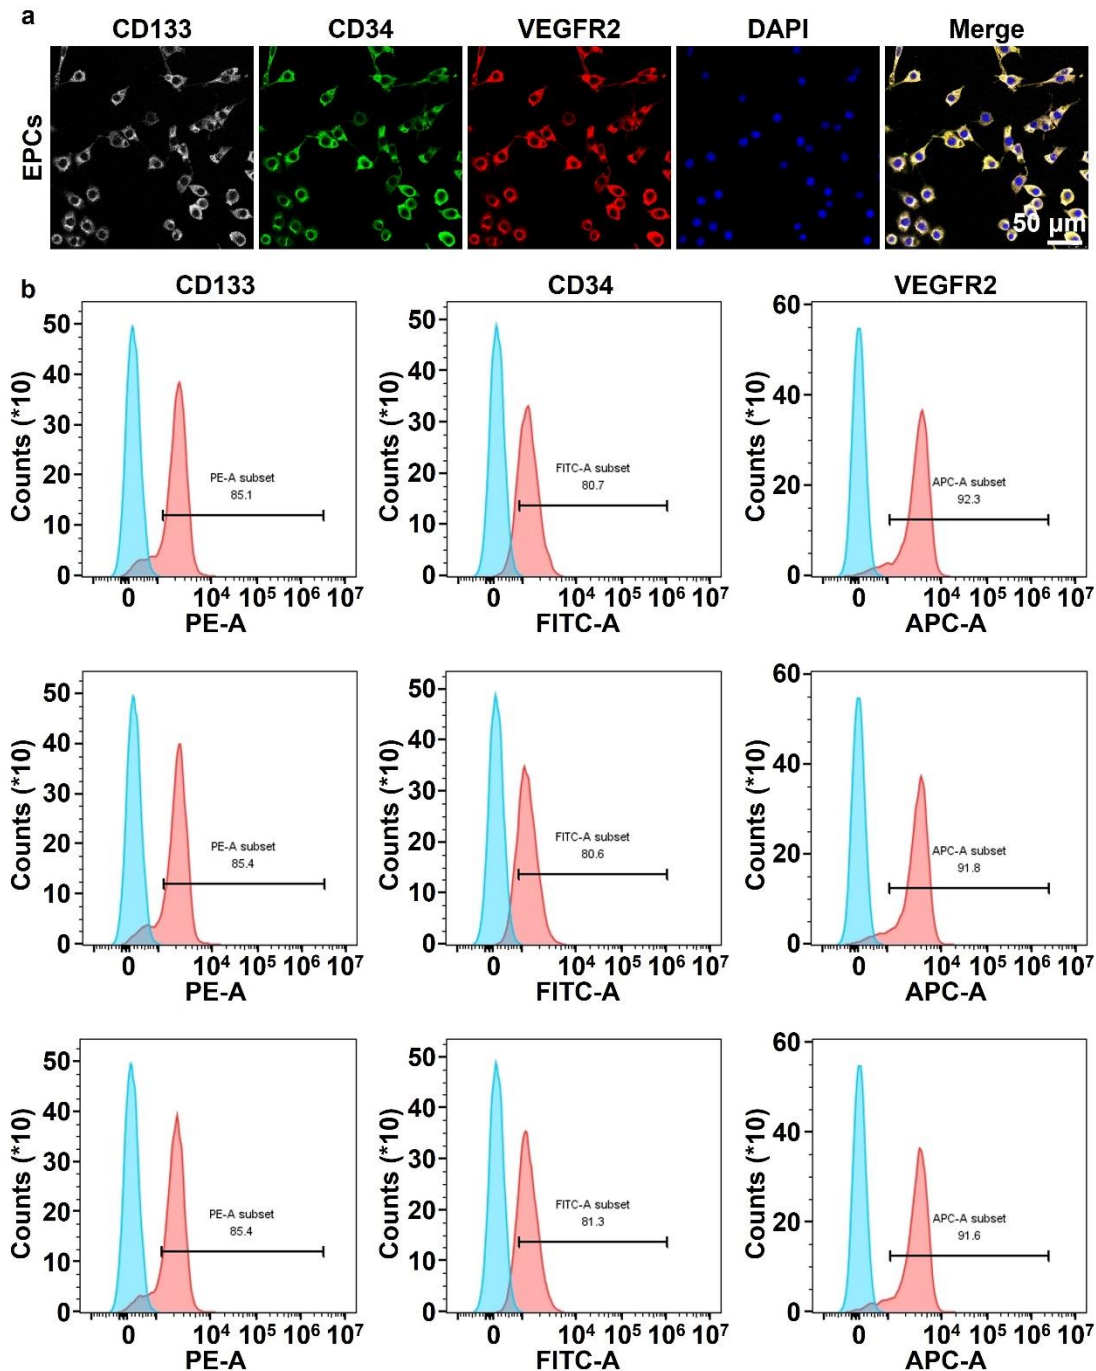 a
CD133 CD34 VEGFR2 DAPI Merge
EPCs
50 µm
b
CD133 CD34 VEGFR2
Counts (*10)
50
40
30
20
10
0
PE-A subset
85.1
0 10⁴ 10⁵ 10⁶ 10⁷
PE-A
Counts (*10)
50
40
30
20
10
0
FITC-A subset
80.7
0 10⁴ 10⁵ 10⁶ 10⁷
FITC-A
Counts (*10)
60
40
20
0
APC-A subset
92.3
0 10⁴ 10⁵ 10⁶ 10⁷
APC-A
Counts (*10)
50
40
30
20
10
0
PE-A subset
85.4
0 10⁴ 10⁵ 10⁶ 10⁷
PE-A
Counts (*10)
50
40
30
20
10
0
FITC-A subset
80.6
0 10⁴ 10⁵ 10⁶ 10⁷
FITC-A
Counts (*10)
60
40
20
0
APC-A subset
91.8
0 10⁴ 10⁵ 10⁶ 10⁷
APC-A
Counts (*10)
50
40
30
20
10
0
PE-A subset
85.4
0 10⁴ 10⁵ 10⁶ 10⁷
PE-A
Counts (*10)
50
40
30
20
10
0
FITC-A subset
81.3
0 10⁴ 10⁵ 10⁶ 10⁷
FITC-A
Counts (*10)
60
40
20
0
APC-A subset
91.6
0 10⁴ 10⁵ 10⁶ 10⁷
APC-A